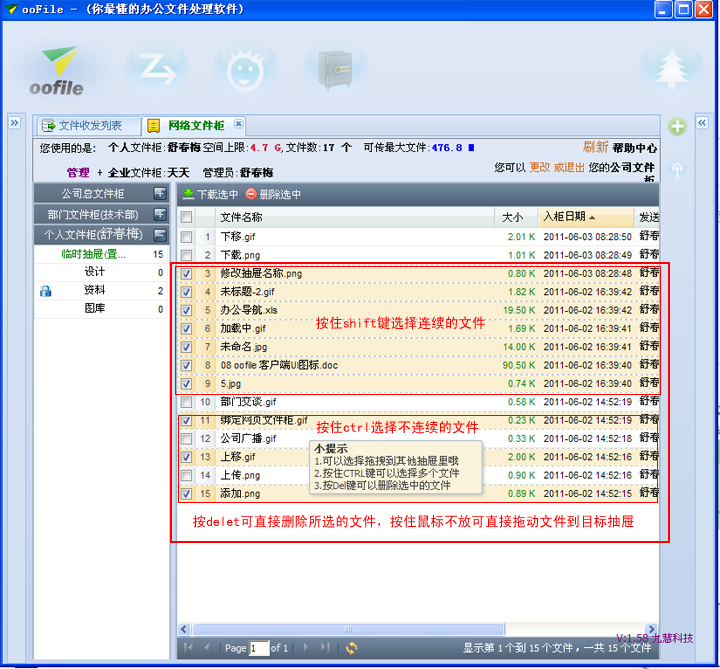 ooFile - (你最懂的办公文件处理软件)
oofile
文件收发列表
网络文件柜
您使用的是: 个人文件柜:舒春梅 空间上限:4.7 G,文件数:17 个 可传最大文件:476.8 M
刷新 帮助中心
管理 + 企业文件柜:天天 管理员:舒春梅
您可以 更改 或退出 您的公司文件柜
公司总文件柜
部门文件柜(技术部)
个人文件柜(舒春梅)
临时抽屉(置... 15
设计 0
资料 2
图库 0
下载选中 删除选中
文件名称 大小 入柜日期 发送
1 下移.gif 2.01 K 2011-06-03 08:28:50 舒春
2 下载.png 1.01 K 2011-06-03 08:28:49 舒春
3 修改抽屉名称.png 0.80 K 2011-06-03 08:28:48 舒春
4 未标题-2.gif 1.82 K 2011-06-02 16:39:42 舒春
5 办公导航.xls 19.50 K 2011-06-02 16:39:42 舒春
6 加载中.gif 1.69 K 2011-06-02 16:39:41 舒春
7 未命名.jpg 14.00 K 2011-06-02 16:39:41 舒春
8 08 oofile 客户端UI图标.doc 90.50 K 2011-06-02 16:39:40 舒春
9 5.jpg 0.74 K 2011-06-02 16:39:40 舒春
按住shift键选择连续的文件
10 部门交谈.gif 0.58 K 2011-06-02 14:52:19 舒春
11 绑定网页文件柜.gif 0.23 K 2011-06-02 14:52:19 舒春
12 公司广播.gif 0.33 K 2011-06-02 14:52:18 舒春
13 上移.gif 2.00 K 2011-06-02 14:52:16 舒春
14 上传.png 0.90 K 2011-06-02 14:52:16 舒春
15 添加.png 0.89 K 2011-06-02 14:52:15 舒春
按住ctrl选择不连续的文件
小提示
1.可以选择拖拽到其他抽屉里哦
2.按住CTRL键可以选择多个文件
3.按Del键可以删除选中的文件
按delet可直接删除所选的文件, 按住鼠标不放可直接拖动文件到目标抽屉
V:1.58 九慧科技
Page 1 of 1
显示第 1个到 15个文件，一共 15个文件